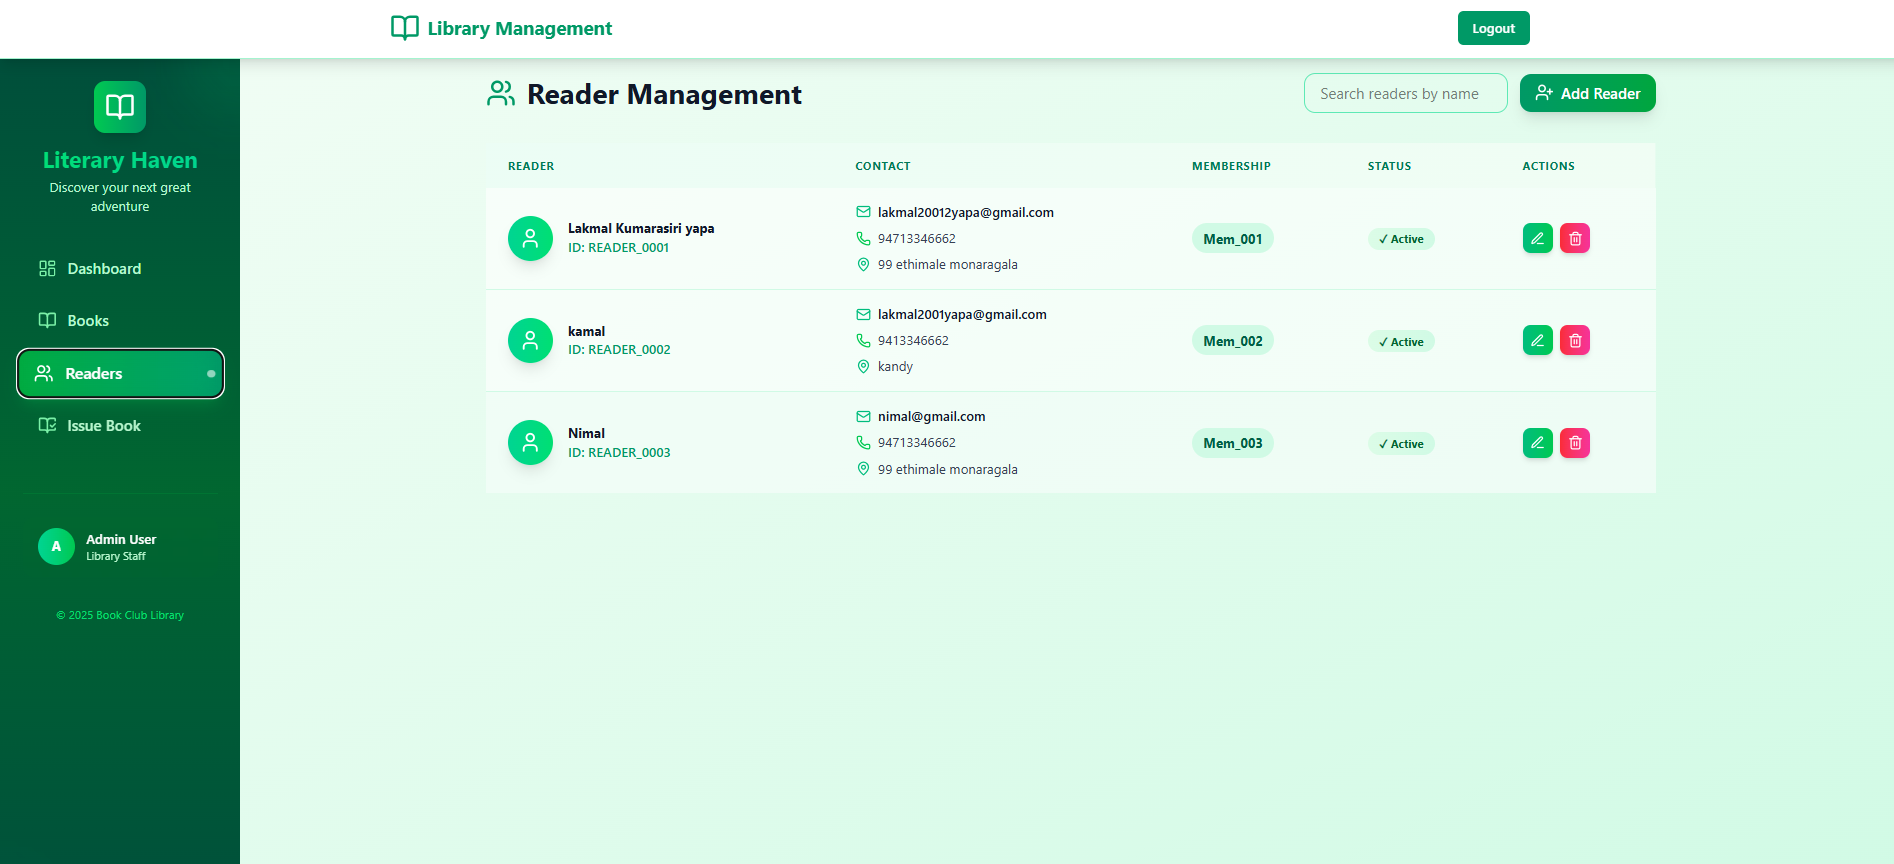 Library Management
Logout
Literary Haven
Discover your next great
adventure
Dashboard
Books
Readers
Issue Book
A
Admin User
Library Staff
© 2025 Book Club Library
Reader Management
Search readers by name
Add Reader
READER CONTACT MEMBERSHIP STATUS ACTIONS
Lakmal Kumarasiri yapa
ID: READER_0001
lakmal20012yapa@gmail.com
94713346662
99 ethimale monaragala
Mem_001
✓ Active
kamal
ID: READER_0002
lakmal2001yapa@gmail.com
9413346662
kandy
Mem_002
✓ Active
Nimal
ID: READER_0003
nimal@gmail.com
94713346662
99 ethimale monaragala
Mem_003
✓ Active